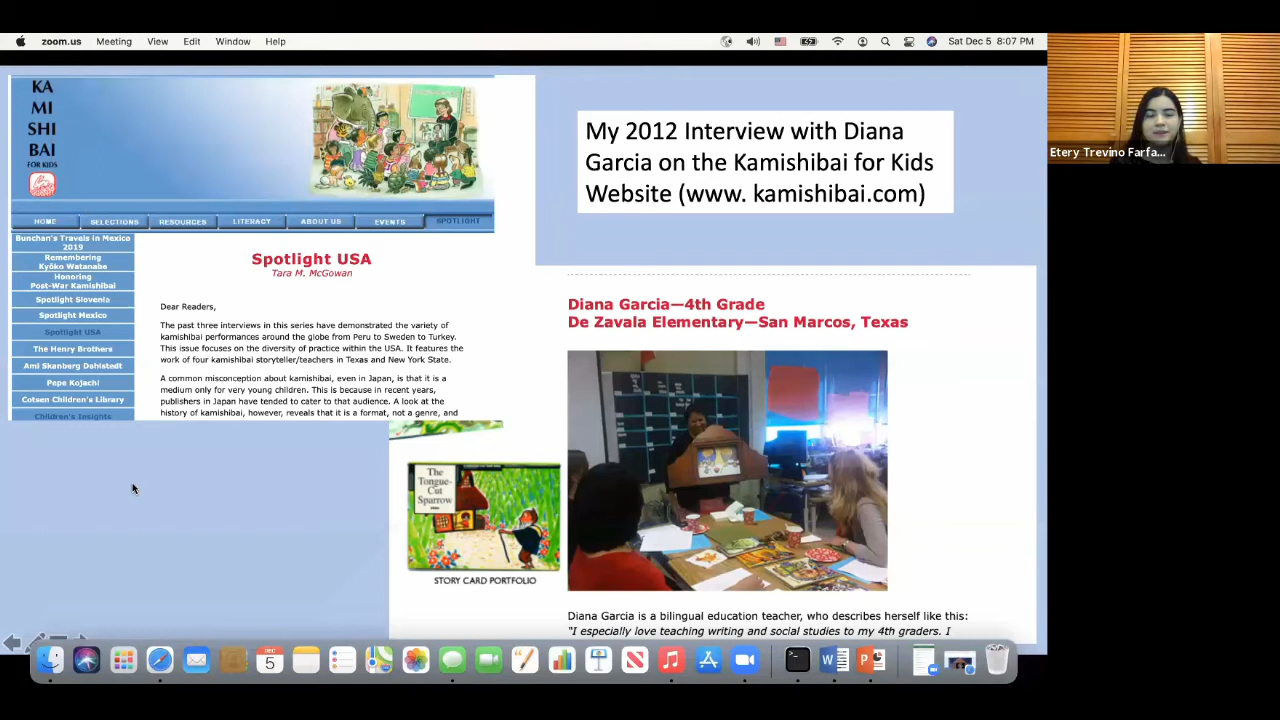 zoom.us Meeting View Edit Window Help
Sat Dec 5 8:07 PM
KA
MI
SHI
BAI
FOR KIDS
HOME SELECTIONS RESOURCES LITERACY ABOUT US EVENTS SPOTLIGHT
Bunchan's Travels in Mexico
2019
Remembering
Kyōko Watanabe
Honoring
Post-War Kamishibai
Spotlight Slovenia
Spotlight Mexico
Spotlight USA
The Henry Brothers
Ami Skanberg Dahlstedt
Pepe Kojachi
Cotsen Children's Library
Children's Insights
Spotlight USA
Tara M. McGowan
Dear Readers,
The past three interviews in this series have demonstrated the variety of
kamishibai performances around the globe from Peru to Sweden to Turkey.
This issue focuses on the diversity of practice within the USA. It features the
work of four kamishibai storyteller/teachers in Texas and New York State.
A common misconception about kamishibai, even in Japan, is that it is a
medium only for very young children. This is because in recent years,
publishers in Japan have tended to cater to that audience. A look at the
history of kamishibai, however, reveals that it is a format, not a genre, and
The
Tongue-
Cut
Sparrow
STORY CARD PORTFOLIO
My 2012 Interview with Diana
Garcia on the Kamishibai for Kids
Website (www. kamishibai.com)
Diana Garcia—4th Grade
De Zavala Elementary—San Marcos, Texas
Diana Garcia is a bilingual education teacher, who describes herself like this:
"I especially love teaching writing and social studies to my 4th graders. I
DEC
5
Etery Trevino Farfa...